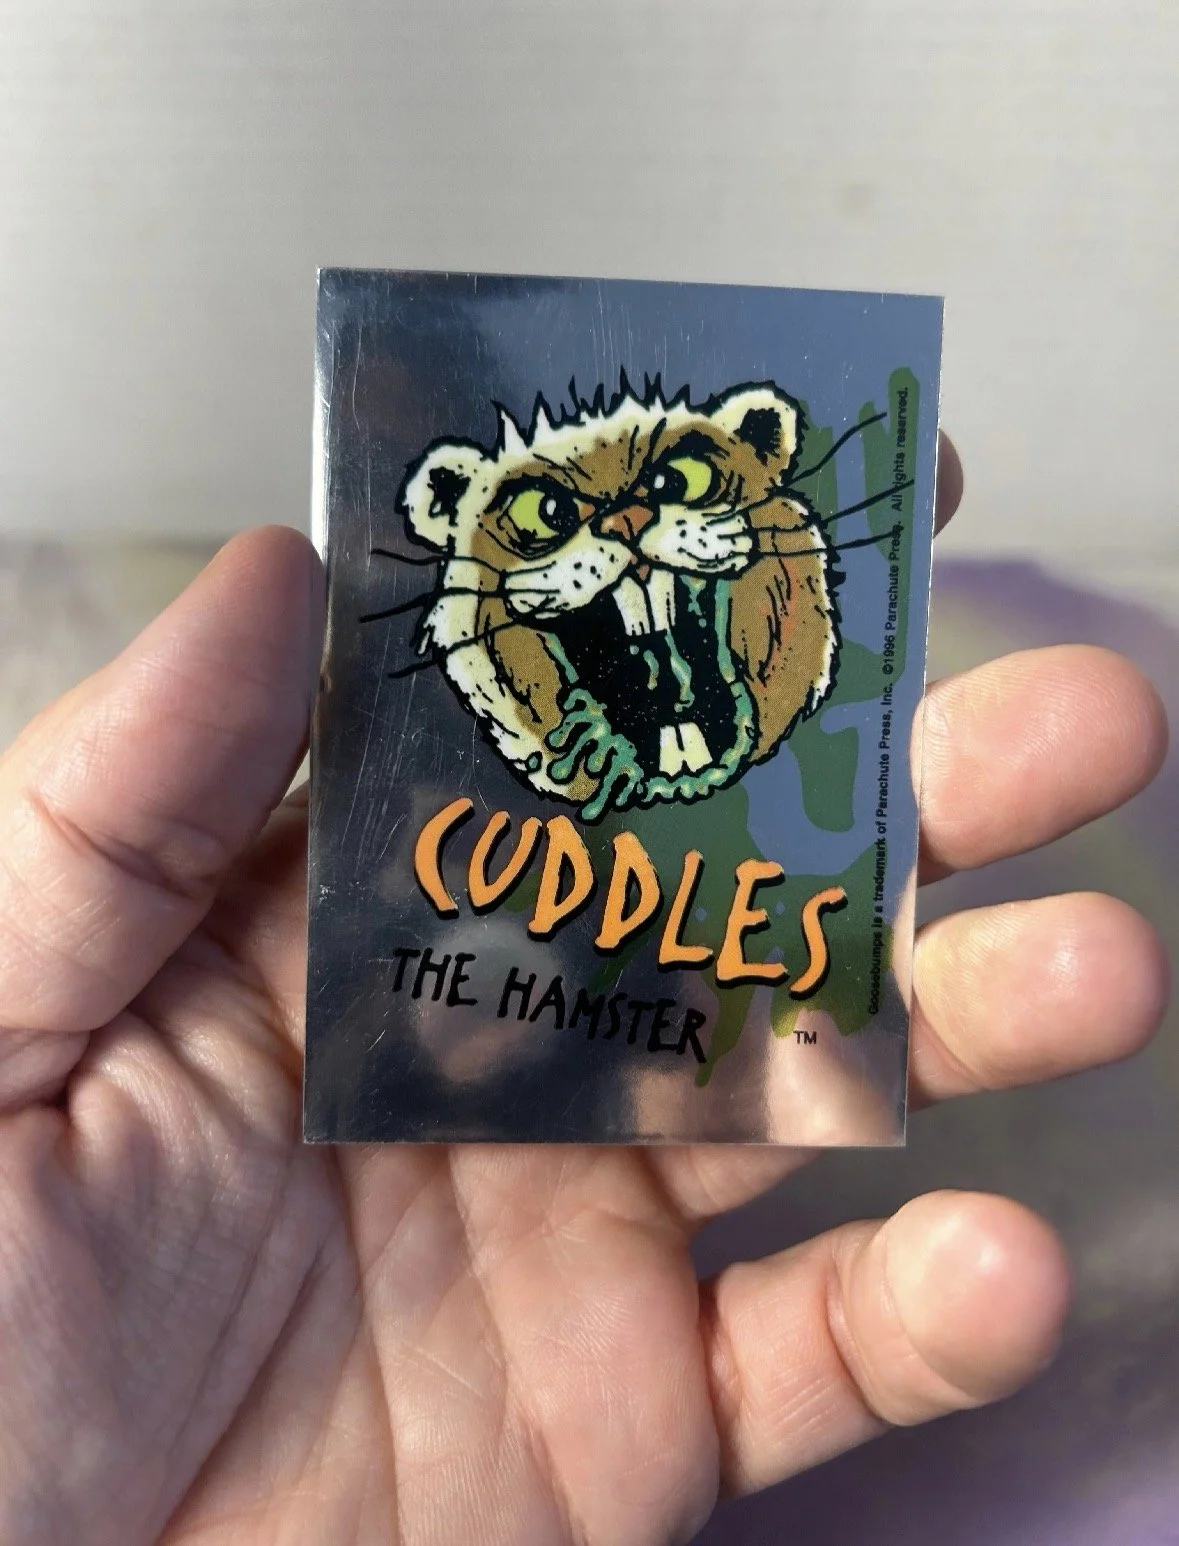 CUDDLES
THE HAMSTER
TM
Goosebumps is a trademark of Parachute Press, Inc. ©1996 Parachute Press. All rights reserved.